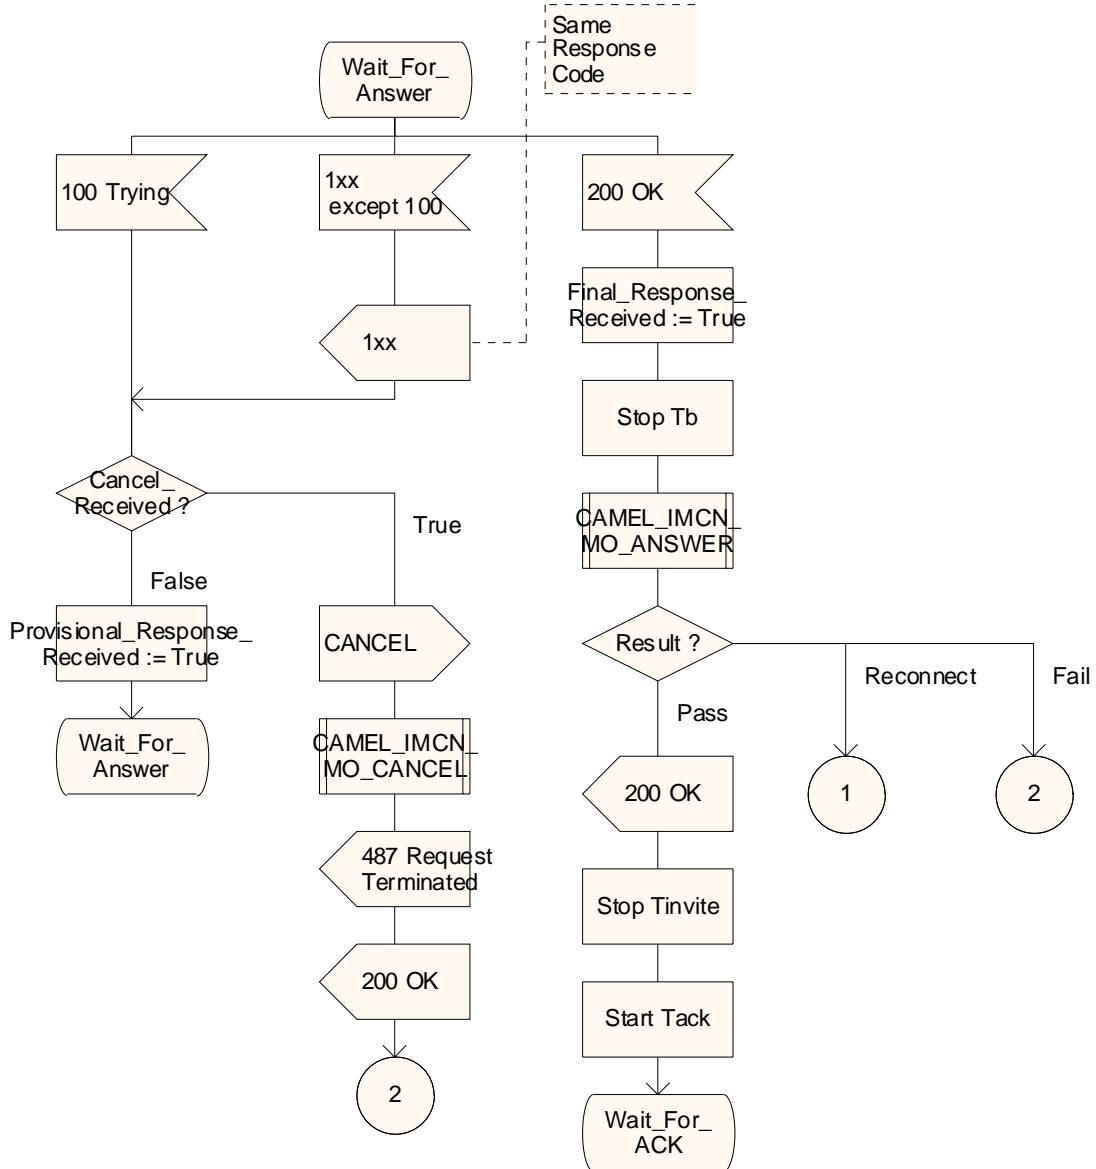 Same
Response
Code
Wait_For_
Answer
100 Trying
1xx
except 100
200 OK
Final_Response_
Received := True
1xx
Stop Tb
Cancel_
Received ?
True
CAMEL_IMCN_
MO_ANSWER
False
Provisional_Response_
Received := True
CANCEL
Result ?
Reconnect
Fail
Pass
Wait_For_
Answer
CAMEL_IMCN_
MO_CANCEL
200 OK
1
2
487 Request
Terminated
Stop Tinvite
200 OK
Start Tack
2
Wait_For_
ACK